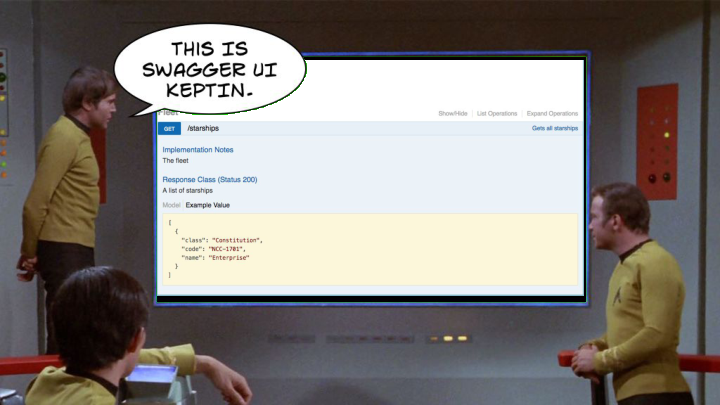 THIS IS
SWAGGER UI
KEPTIN.
Fleet
Show/Hide | List Operations | Expand Operations
GET /starships Gets all starships
Implementation Notes
The fleet
Response Class (Status 200)
A list of starships
Model Example Value
[
{
"class": "Constitution",
"code": "NCC-1701",
"name": "Enterprise"
}
]